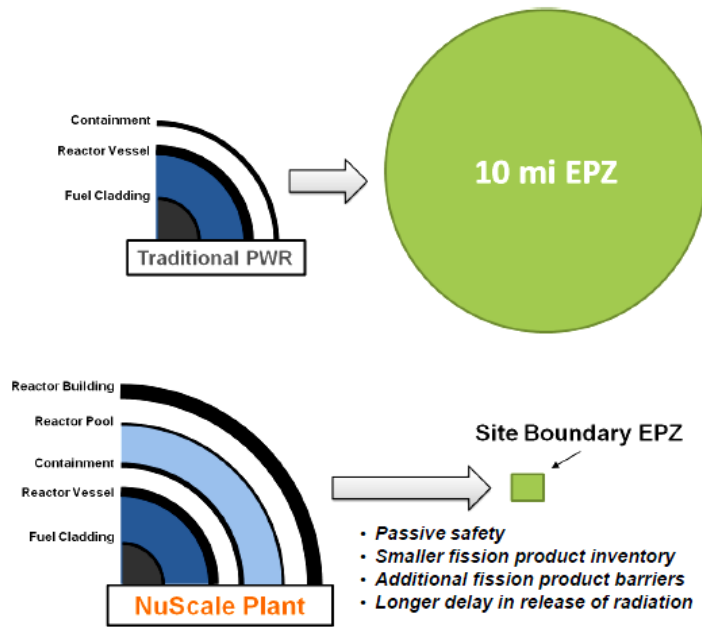 Containment
Reactor Vessel
Fuel Cladding
Traditional PWR
10 mi EPZ
Reactor Building
Reactor Pool
Containment
Reactor Vessel
Fuel Cladding
NuScale Plant
Site Boundary EPZ
• Passive safety
• Smaller fission product inventory
• Additional fission product barriers
• Longer delay in release of radiation